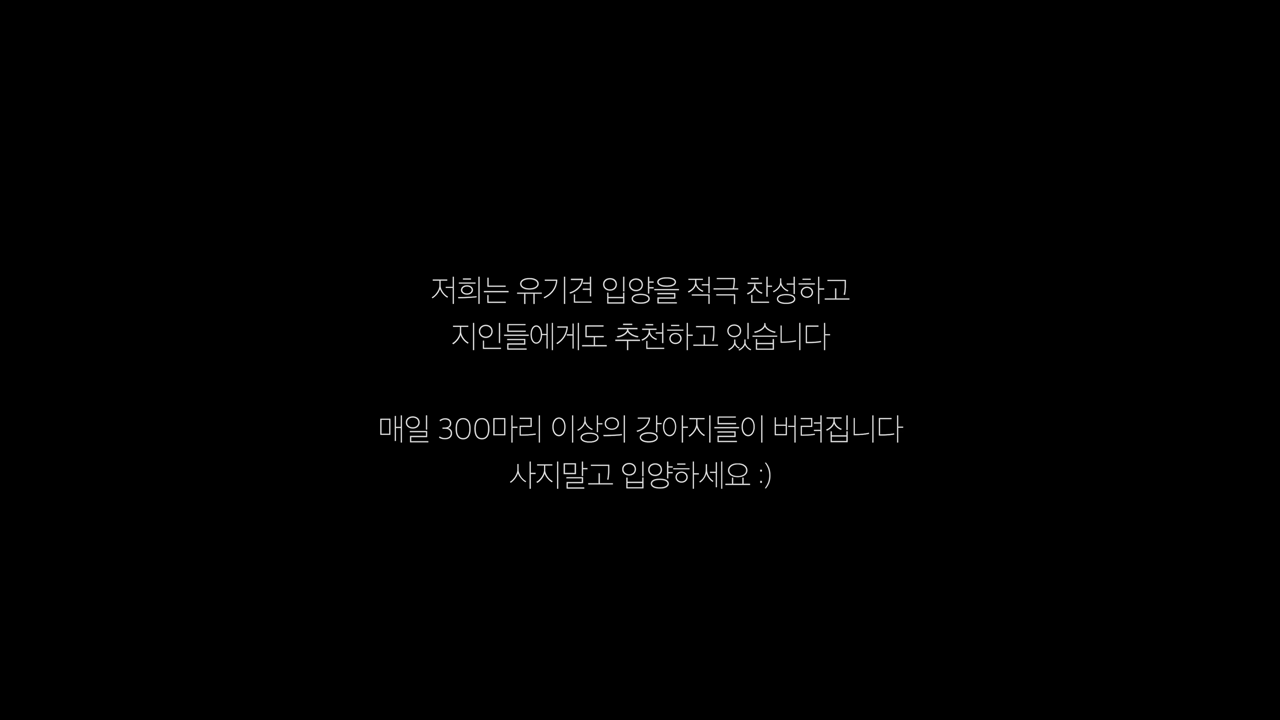 저희는 유기견 입양을 적극 찬성하고
지인들에게도 추천하고 있습니다
매일 300마리 이상의 강아지들이 버려집니다
사지말고 입양하세요 :)